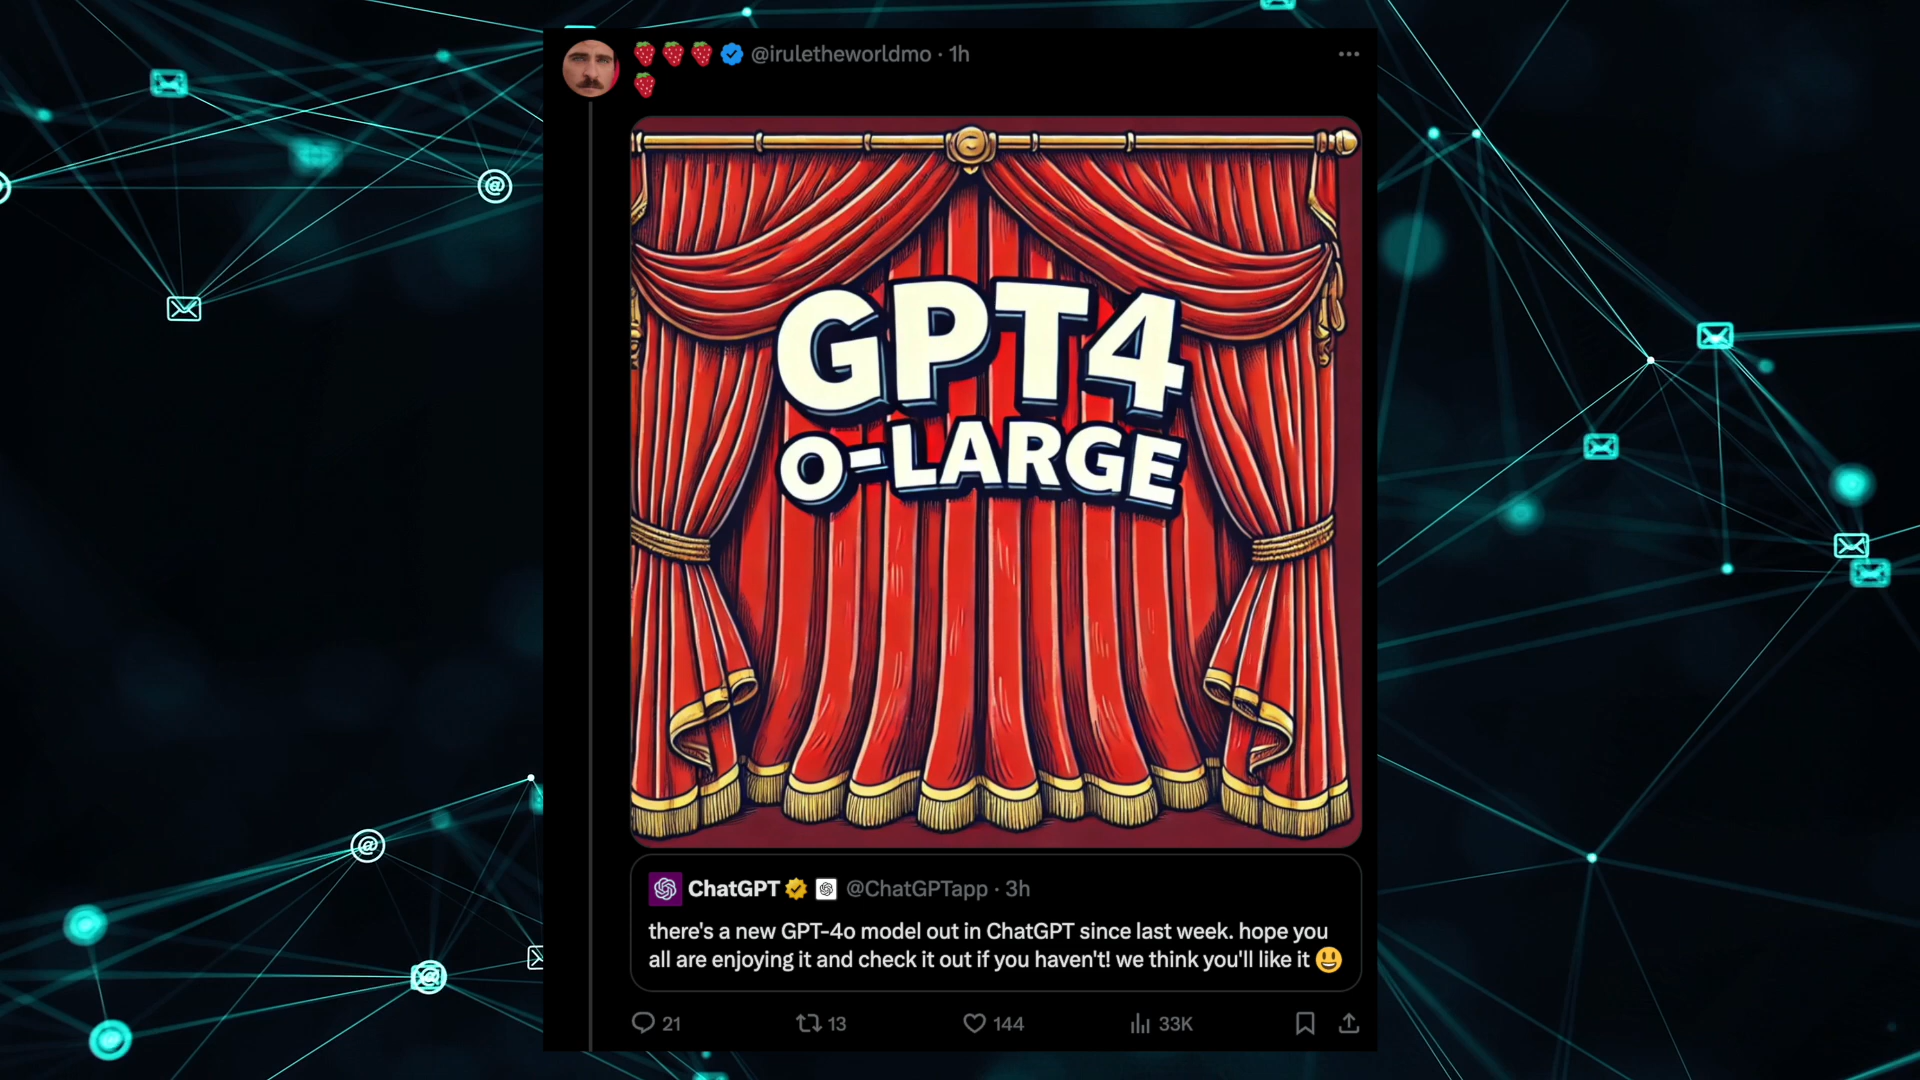 🍓🍓🍓 @iruletheworldmo · 1h
🍓
GPT4
O-LARGE
ChatGPT @ChatGPTapp · 3h
there's a new GPT-4o model out in ChatGPT since last week. hope you
all are enjoying it and check it out if you haven't! we think you'll like it 😃
21 13 144 33K